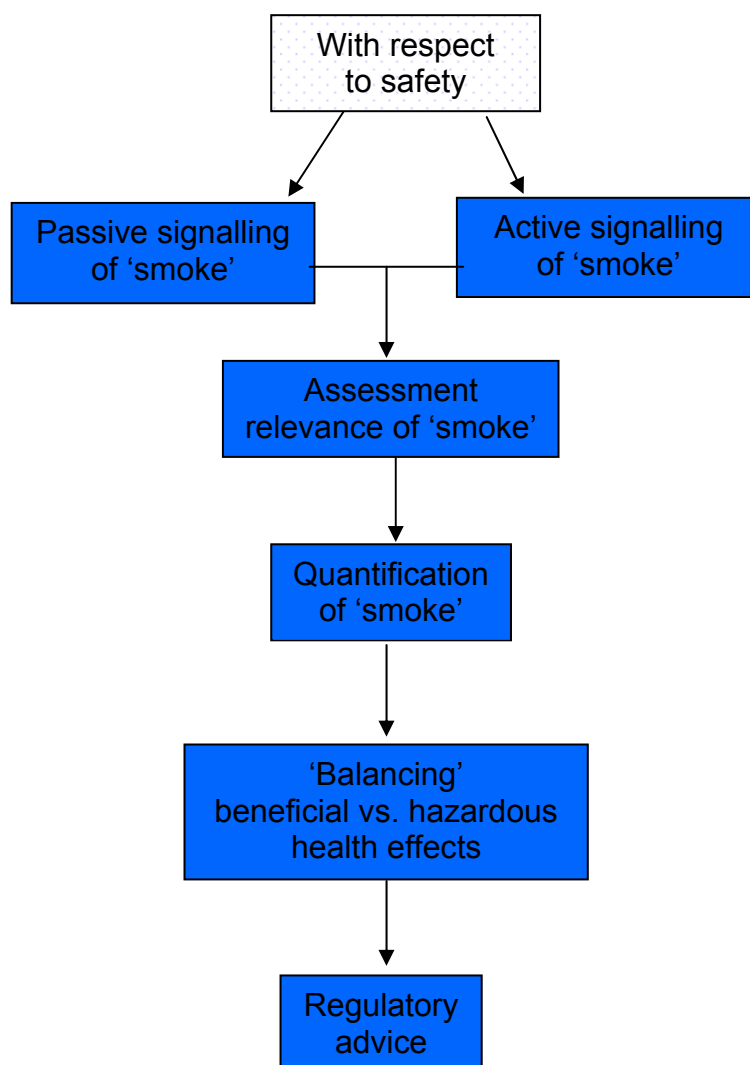 With respect
to safety
Passive signalling
of ‘smoke’
Active signalling
of ‘smoke’
Assessment
relevance of ‘smoke’
Quantification
of ‘smoke’
‘Balancing’
beneficial vs. hazardous
health effects
Regulatory
advice